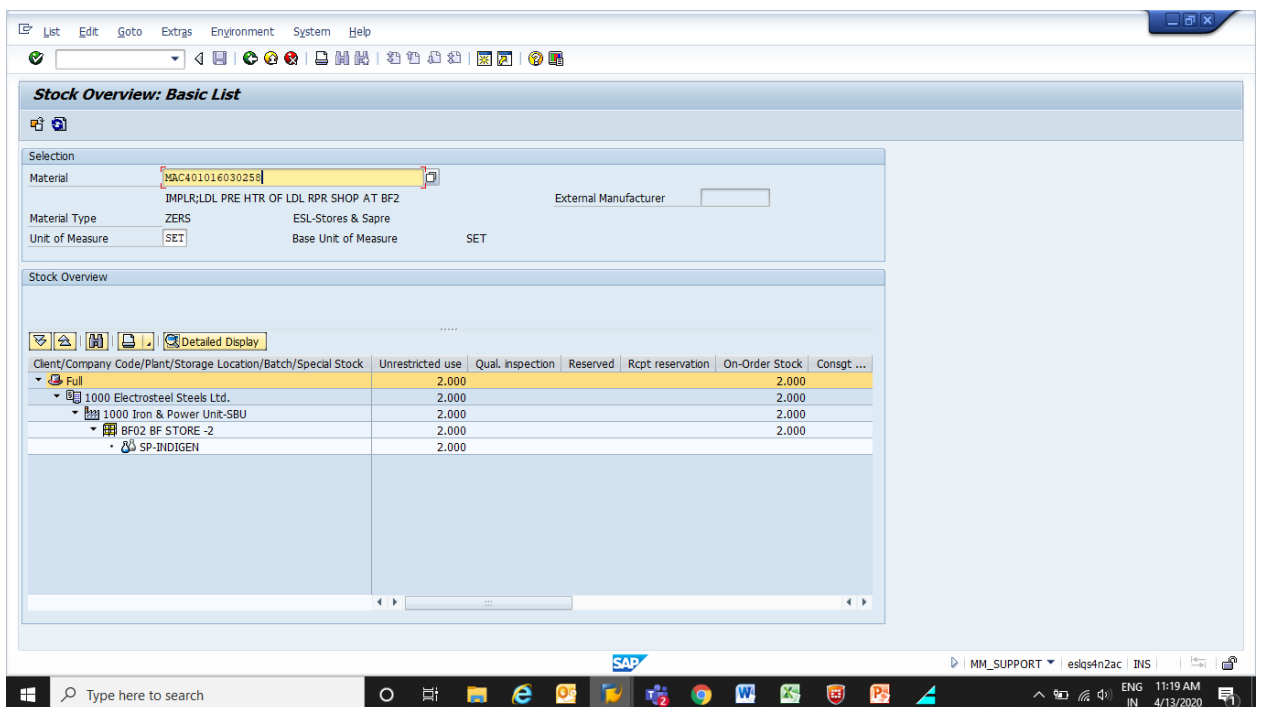 List Edit Goto Extras Environment System Help
Stock Overview: Basic List
Selection
Material MAC401016030258
IMPLR;LDL PRE HTR OF LDL RPR SHOP AT BF2 External Manufacturer
Material Type ZERS ESL-Stores & Sapre
Unit of Measure SET Base Unit of Measure SET
Stock Overview
Detailed Display
Client/Company Code/Plant/Storage Location/Batch/Special Stock Unrestricted use Qual. inspection Reserved Rcpt reservation On-Order Stock Consgt ...
Full 2.000 2.000
1000 Electrosteel Steels Ltd. 2.000 2.000
1000 Iron & Power Unit-SBU 2.000 2.000
BF02 BF STORE -2 2.000 2.000
SP-INDIGEN 2.000
SAP MM_SUPPORT eslqs4n2ac INS
Type here to search ENG 11:19 AM
IN 4/13/2020